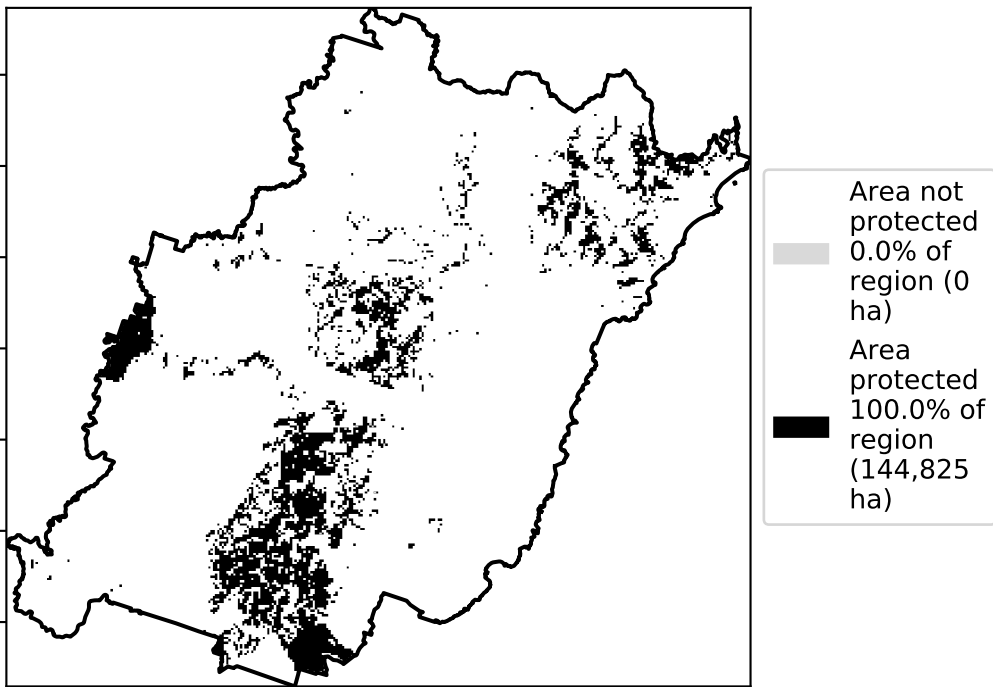 Area not
protected
0.0% of
region (0
ha)
Area
protected
100.0% of
region
(144,825
ha)